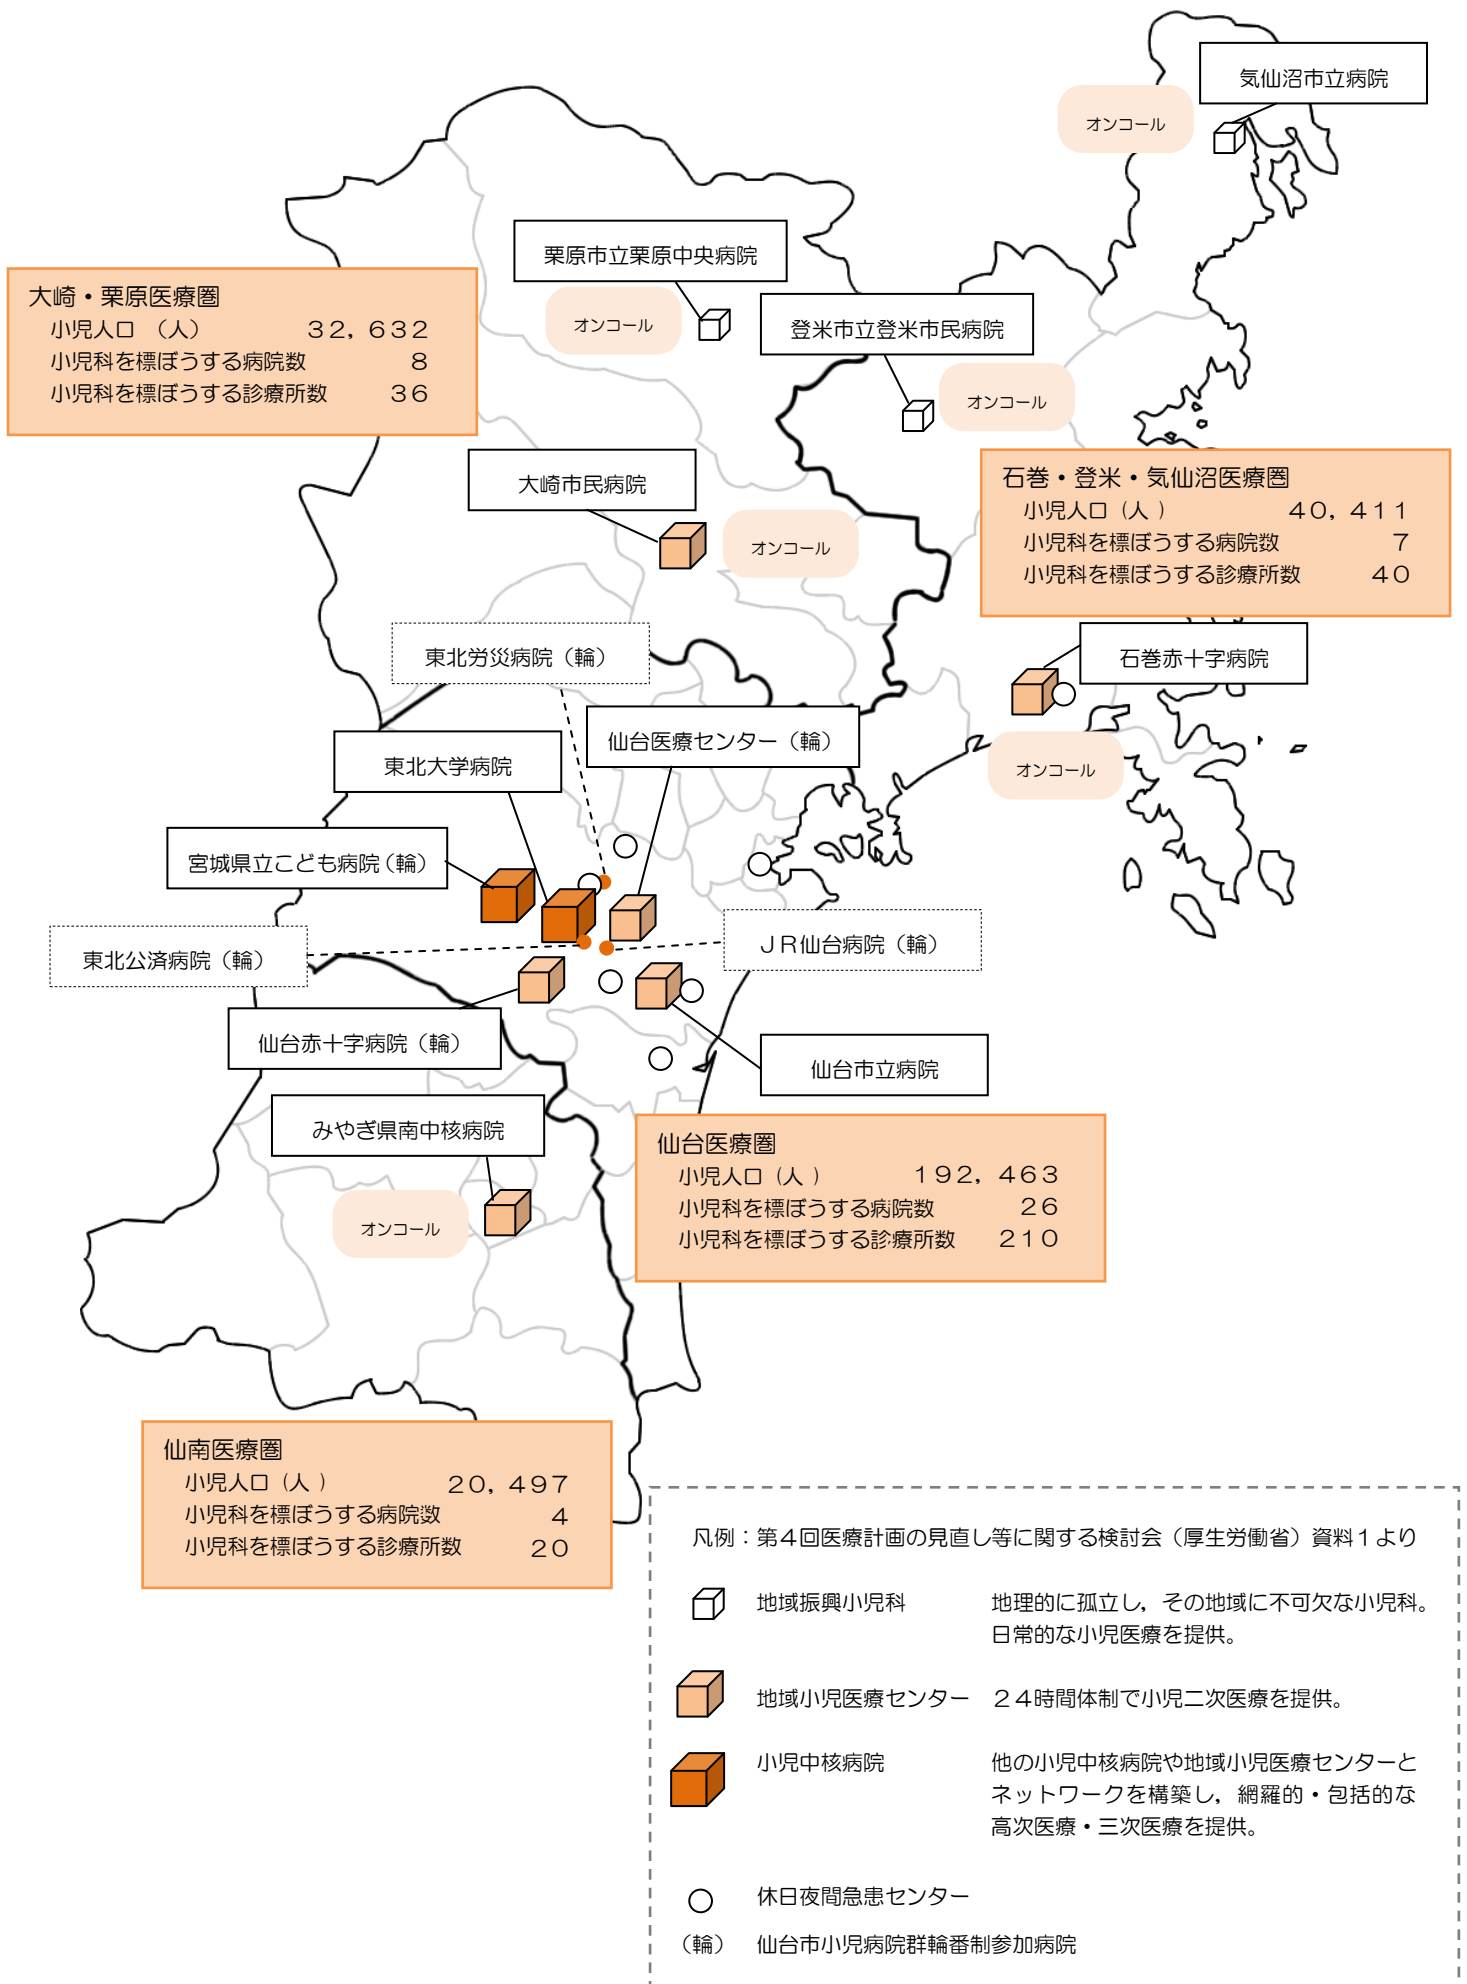 気仙沼市立病院
オンコール
栗原市立栗原中央病院
オンコール
登米市立登米市民病院
オンコール
大崎・栗原医療圏
小児人口 （人） 32，632
小児科を標ぼうする病院数 8
小児科を標ぼうする診療所数 36
大崎市民病院
オンコール
石巻・登米・気仙沼医療圏
小児人口（人 ） 40，411
小児科を標ぼうする病院数 7
小児科を標ぼうする診療所数 40
東北労災病院（輪）
石巻赤十字病院
オンコール
仙台医療センター（輪）
東北大学病院
宮城県立こども病院（輪）
東北公済病院（輪）
ＪＲ仙台病院（輪）
仙台赤十字病院（輪）
仙台市立病院
みやぎ県南中核病院
オンコール
仙台医療圏
小児人口（人 ） 192，463
小児科を標ぼうする病院数 26
小児科を標ぼうする診療所数 210
仙南医療圏
小児人口（人 ） 20，497
小児科を標ぼうする病院数 4
小児科を標ぼうする診療所数 20
凡例：第４回医療計画の見直し等に関する検討会（厚生労働省）資料１より
地域振興小児科 地理的に孤立し，その地域に不可欠な小児科。
日常的な小児医療を提供。
地域小児医療センター ２４時間体制で小児二次医療を提供。
小児中核病院 他の小児中核病院や地域小児医療センターと
ネットワークを構築し，網羅的・包括的な
高次医療・三次医療を提供。
休日夜間急患センター
（輪） 仙台市小児病院群輪番制参加病院